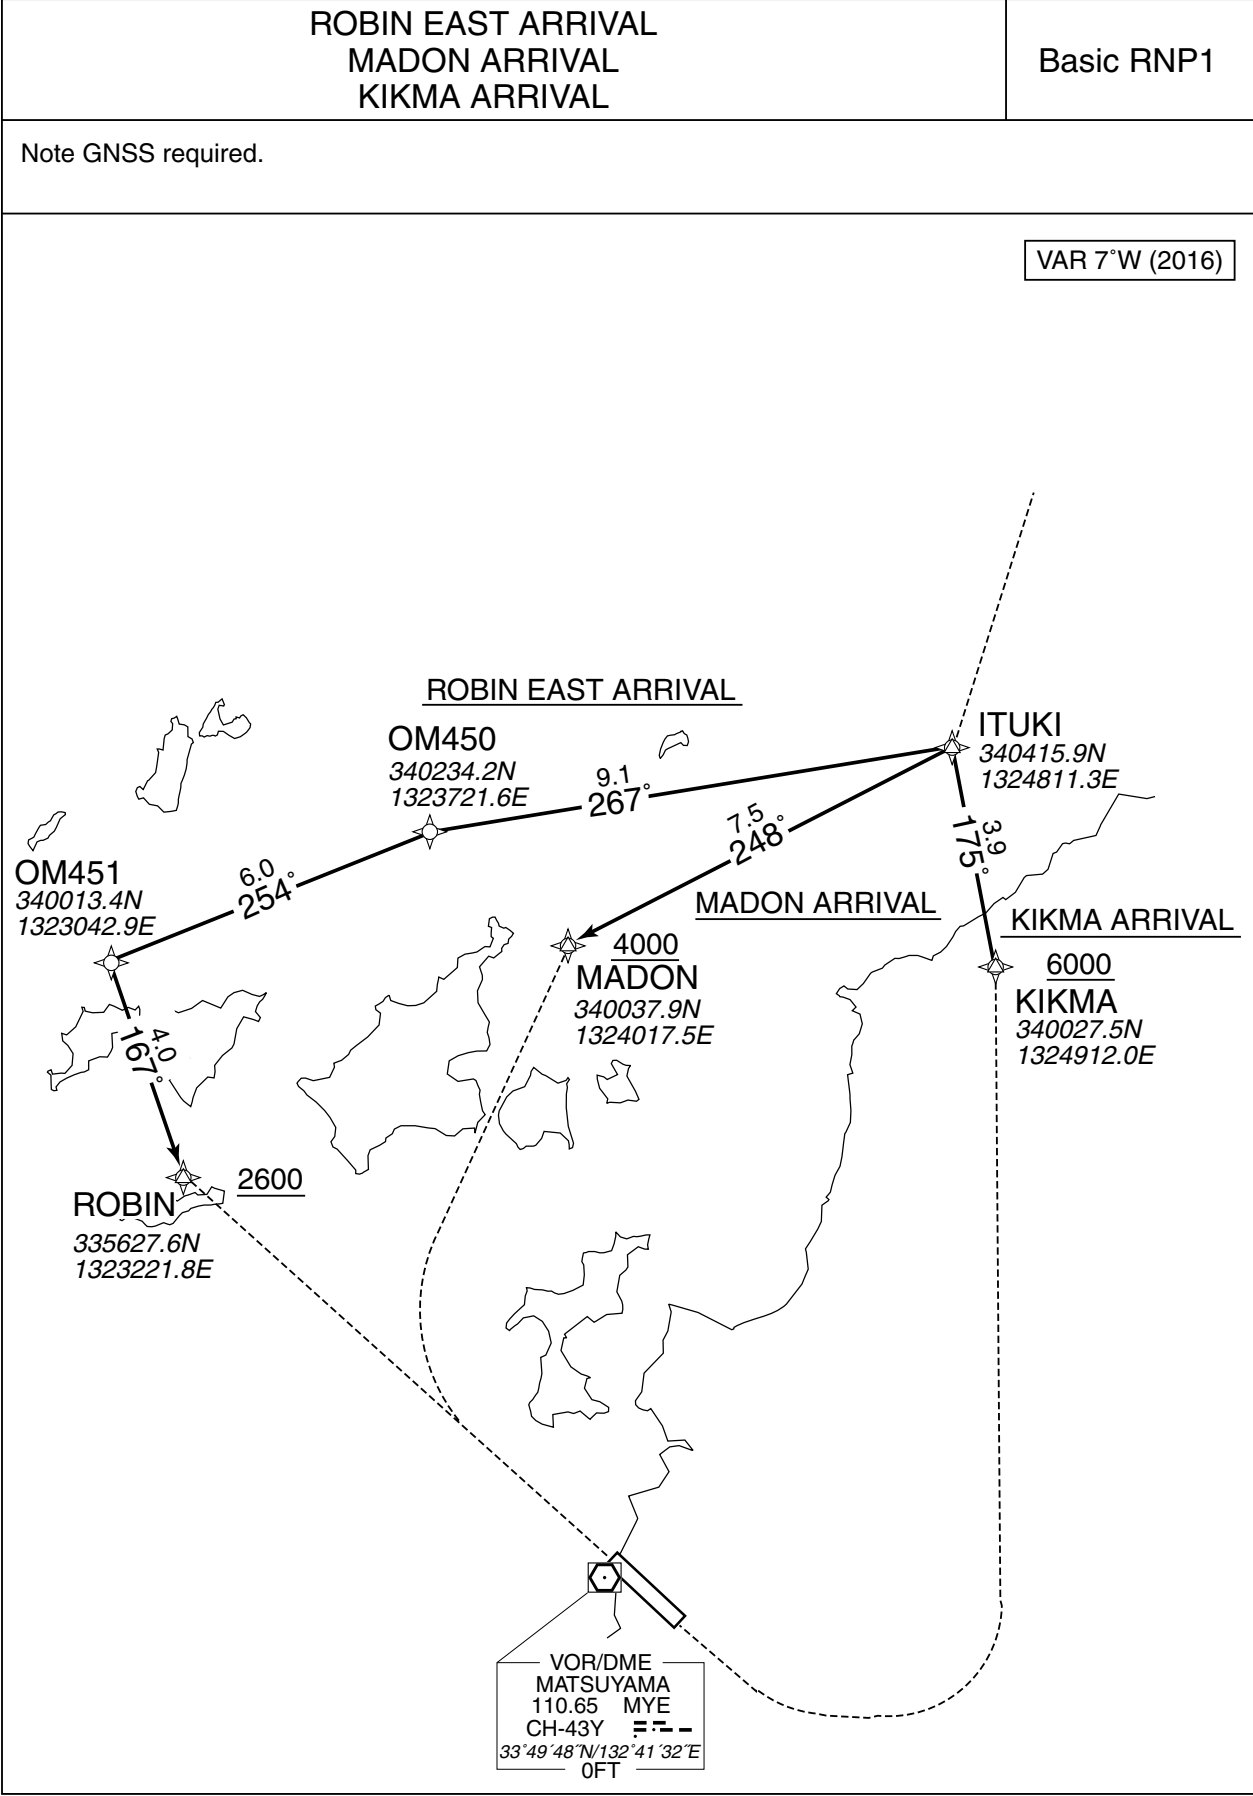 ROBIN EAST ARRIVAL
MADON ARRIVAL
KIKMA ARRIVAL
Basic RNP1
Note GNSS required.
VAR 7˚W (2016)
ROBIN EAST ARRIVAL
ITUKI
340415.9N
1324811.3E
OM450
340234.2N
1323721.6E
9.1
267˚
7.5
248˚
3.9
175˚
OM451
340013.4N
1323042.9E
6.0
254˚
MADON ARRIVAL
KIKMA ARRIVAL
4000
MADON
340037.9N
1324017.5E
6000
KIKMA
340027.5N
1324912.0E
4.0
167˚
2600
ROBIN
335627.6N
1323221.8E
VOR/DME
MATSUYAMA
110.65 MYE
CH-43Y
33˚49´48˝N/132˚41´32˝E
0FT